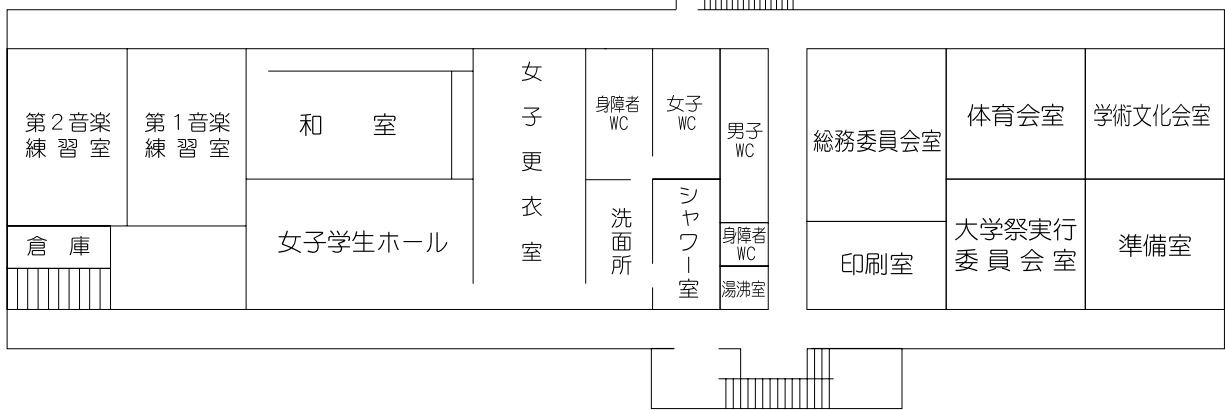 第２音楽
練習室
第１音楽
練習室
和室
女子更衣室
身障者
WC
女子
WC
男子
WC
総務委員会室
体育会室
学術文化会室
倉庫
女子学生ホール
洗面所
シャワー室
身障者
WC
湯沸室
印刷室
大学祭実行
委員会室
準備室